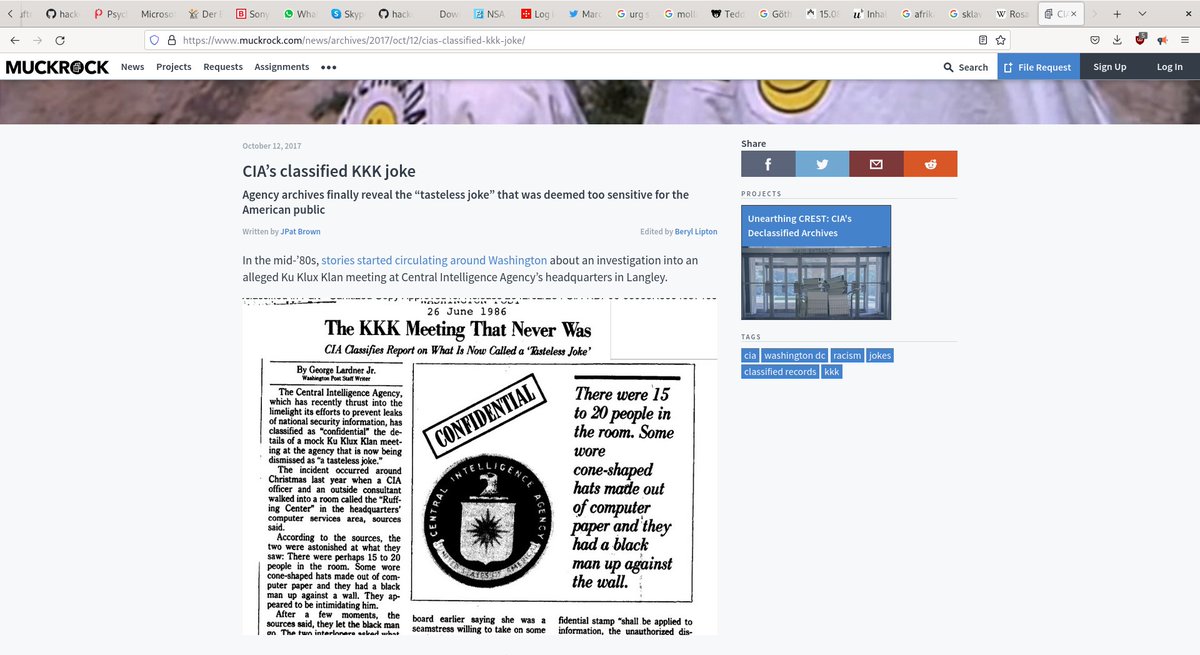 ufte
hack
Psyc
Microso
Der E
Sony
Wha
Skyp
hack
Dow
NSA
Log i
Marc
urg s
moll
Tedd
Göth
15.08
Inhal
afrik
sklav
Rosa
CIA
https://www.muckrock.com/news/archives/2017/oct/12/cias-classified-kkk-joke/
MUCKROCK
News Projects Requests Assignments
Search
File Request
Sign Up
Log In
October 12, 2017
CIA’s classified KKK joke
Agency archives finally reveal the “tasteless joke” that was deemed too sensitive for the
American public
Written by JPat Brown
Edited by Beryl Lipton
In the mid-’80s, stories started circulating around Washington about an investigation into an
alleged Ku Klux Klan meeting at Central Intelligence Agency’s headquarters in Langley.
26 June 1986
The KKK Meeting That Never Was
CIA Classifies Report on What Is Now Called a ‘Tasteless Joke’
By George Lardner Jr.
Washington Post Staff Writer
The Central Intelligence Agency,
which has recently thrust into the
limelight its efforts to prevent leaks
of national security information, has
classified as “confidential” the de-
tails of a mock Ku Klux Klan meet-
ing at the agency that is now being
dismissed as “a tasteless joke.”
The incident occurred around
Christmas last year when a CIA
officer and an outside consultant
walked into a room called the “Ruff-
ing Center” in the headquarters’
computer services area, sources
said.
According to the sources, the
two were astonished at what they
saw: There were perhaps 15 to 20
people in the room. Some wore
cone-shaped hats made out of com-
puter paper and they had a black
man up against a wall. They ap-
peared to be intimidating him.
After a few moments, the
sources said, they let the black man
go. The two interlopers asked what
CONFIDENTIAL
CENTRAL INTELLIGENCE AGENCY
UNITED STATES OF AMERICA
There were 15
to 20 people in
the room. Some
wore
cone-shaped
hats made out
of computer
paper and they
had a black
man up against
the wall.
board earlier saying she was a
seamstress willing to take on some
fidential stamp “shall be applied to
information, the unauthorized dis-
Share
PROJECTS
Unearthing CREST: CIA's
Declassified Archives
TAGS
cia washington dc racism jokes
classified records kkk